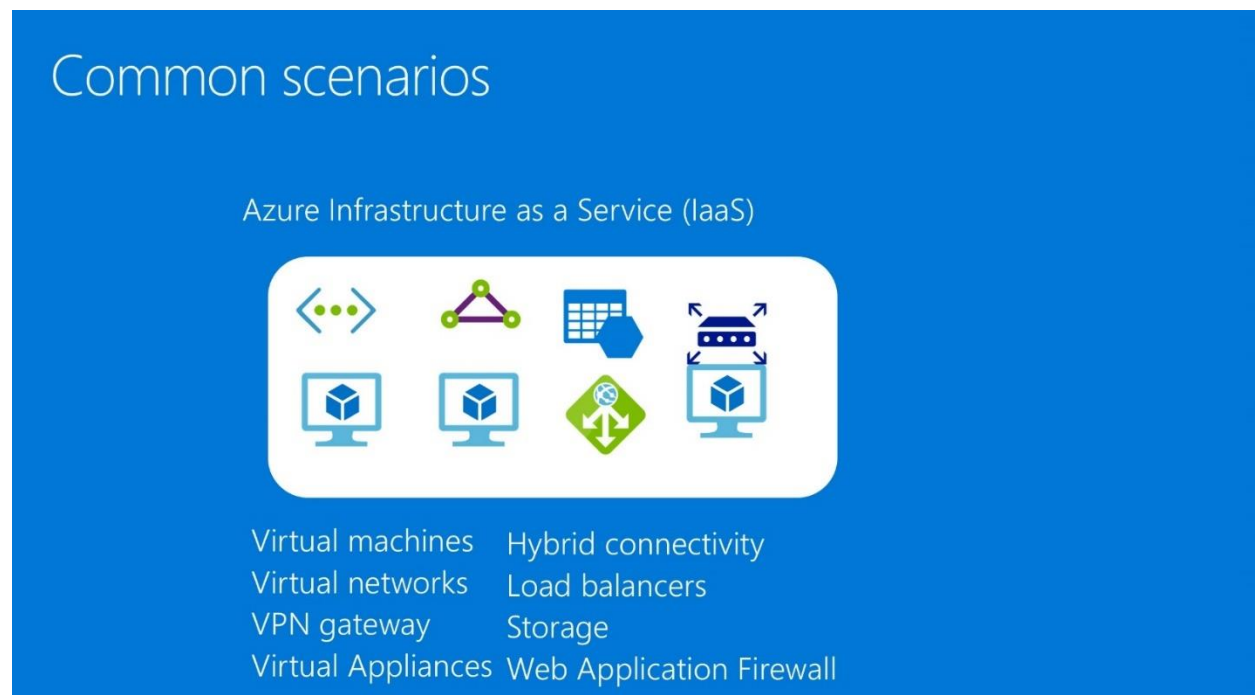 Common scenarios
Azure Infrastructure as a Service (IaaS)
Virtual machines
Virtual networks
VPN gateway
Virtual Appliances
Hybrid connectivity
Load balancers
Storage
Web Application Firewall